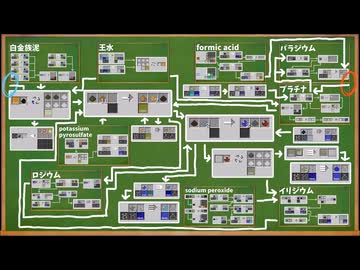 白金族泥
王水
formic acid
パラジウム
プラチナ
potassium
pyrosulfate
ロジウム
sodium peroxide
イリジウム